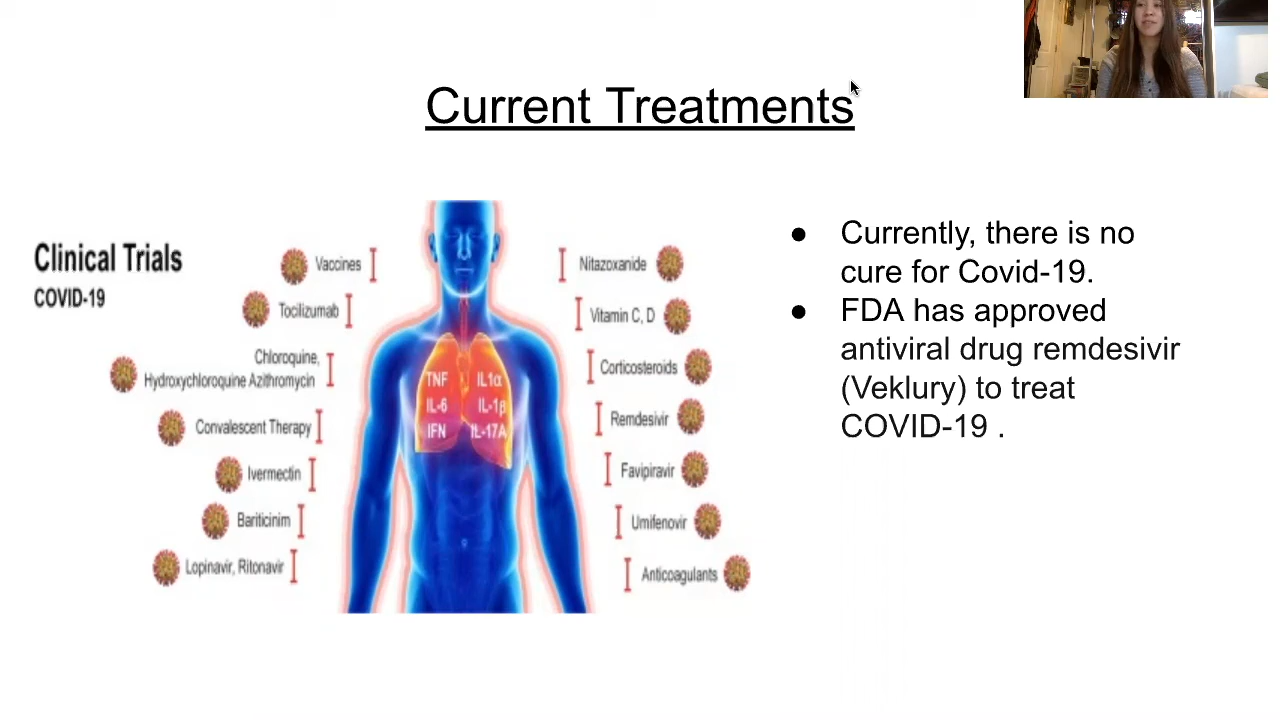 Current Treatments
Clinical Trials
COVID-19
Vaccines
Tocilizumab
Chloroquine,
Hydroxychloroquine Azithromycin
Convalescent Therapy
Ivermectin
Bariticinim
Lopinavir, Ritonavir
TNF
IL1α
IL-6
IL-1β
IFN
IL-17A
Nitazoxanide
Vitamin C, D
Corticosteroids
Remdesivir
Favipiravir
Umifenovir
Anticoagulants
● Currently, there is no
cure for Covid-19.
● FDA has approved
antiviral drug remdesivir
(Veklury) to treat
COVID-19 .